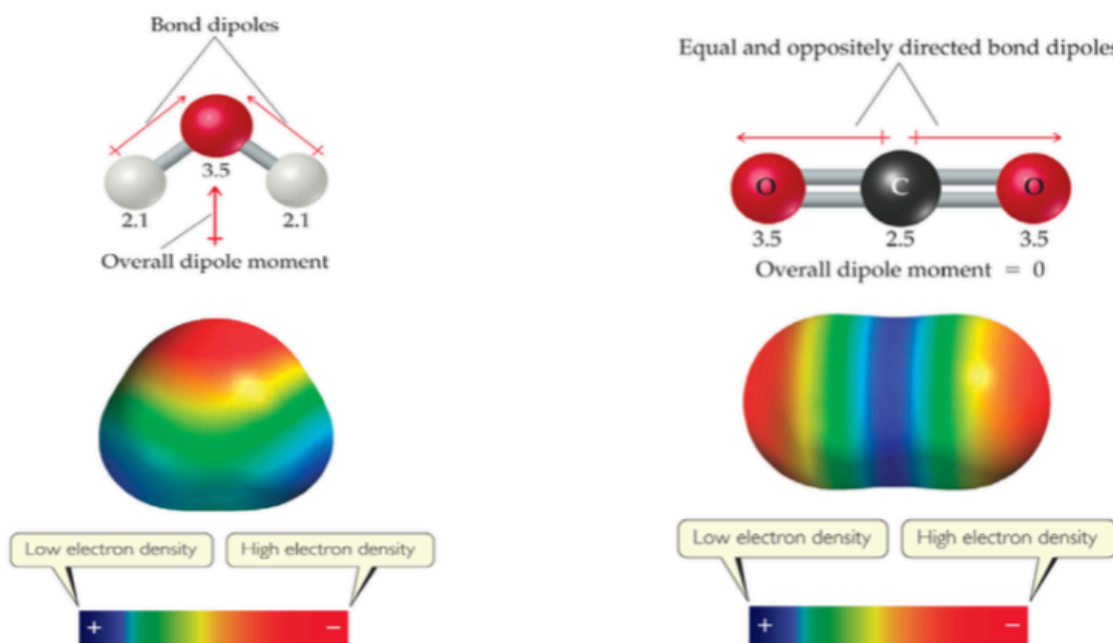 Bond dipoles
3.5
2.1 2.1
Overall dipole moment
Low electron density High electron density
+ −
Equal and oppositely directed bond dipoles
O C O
3.5 2.5 3.5
Overall dipole moment = 0
Low electron density High electron density
+ −